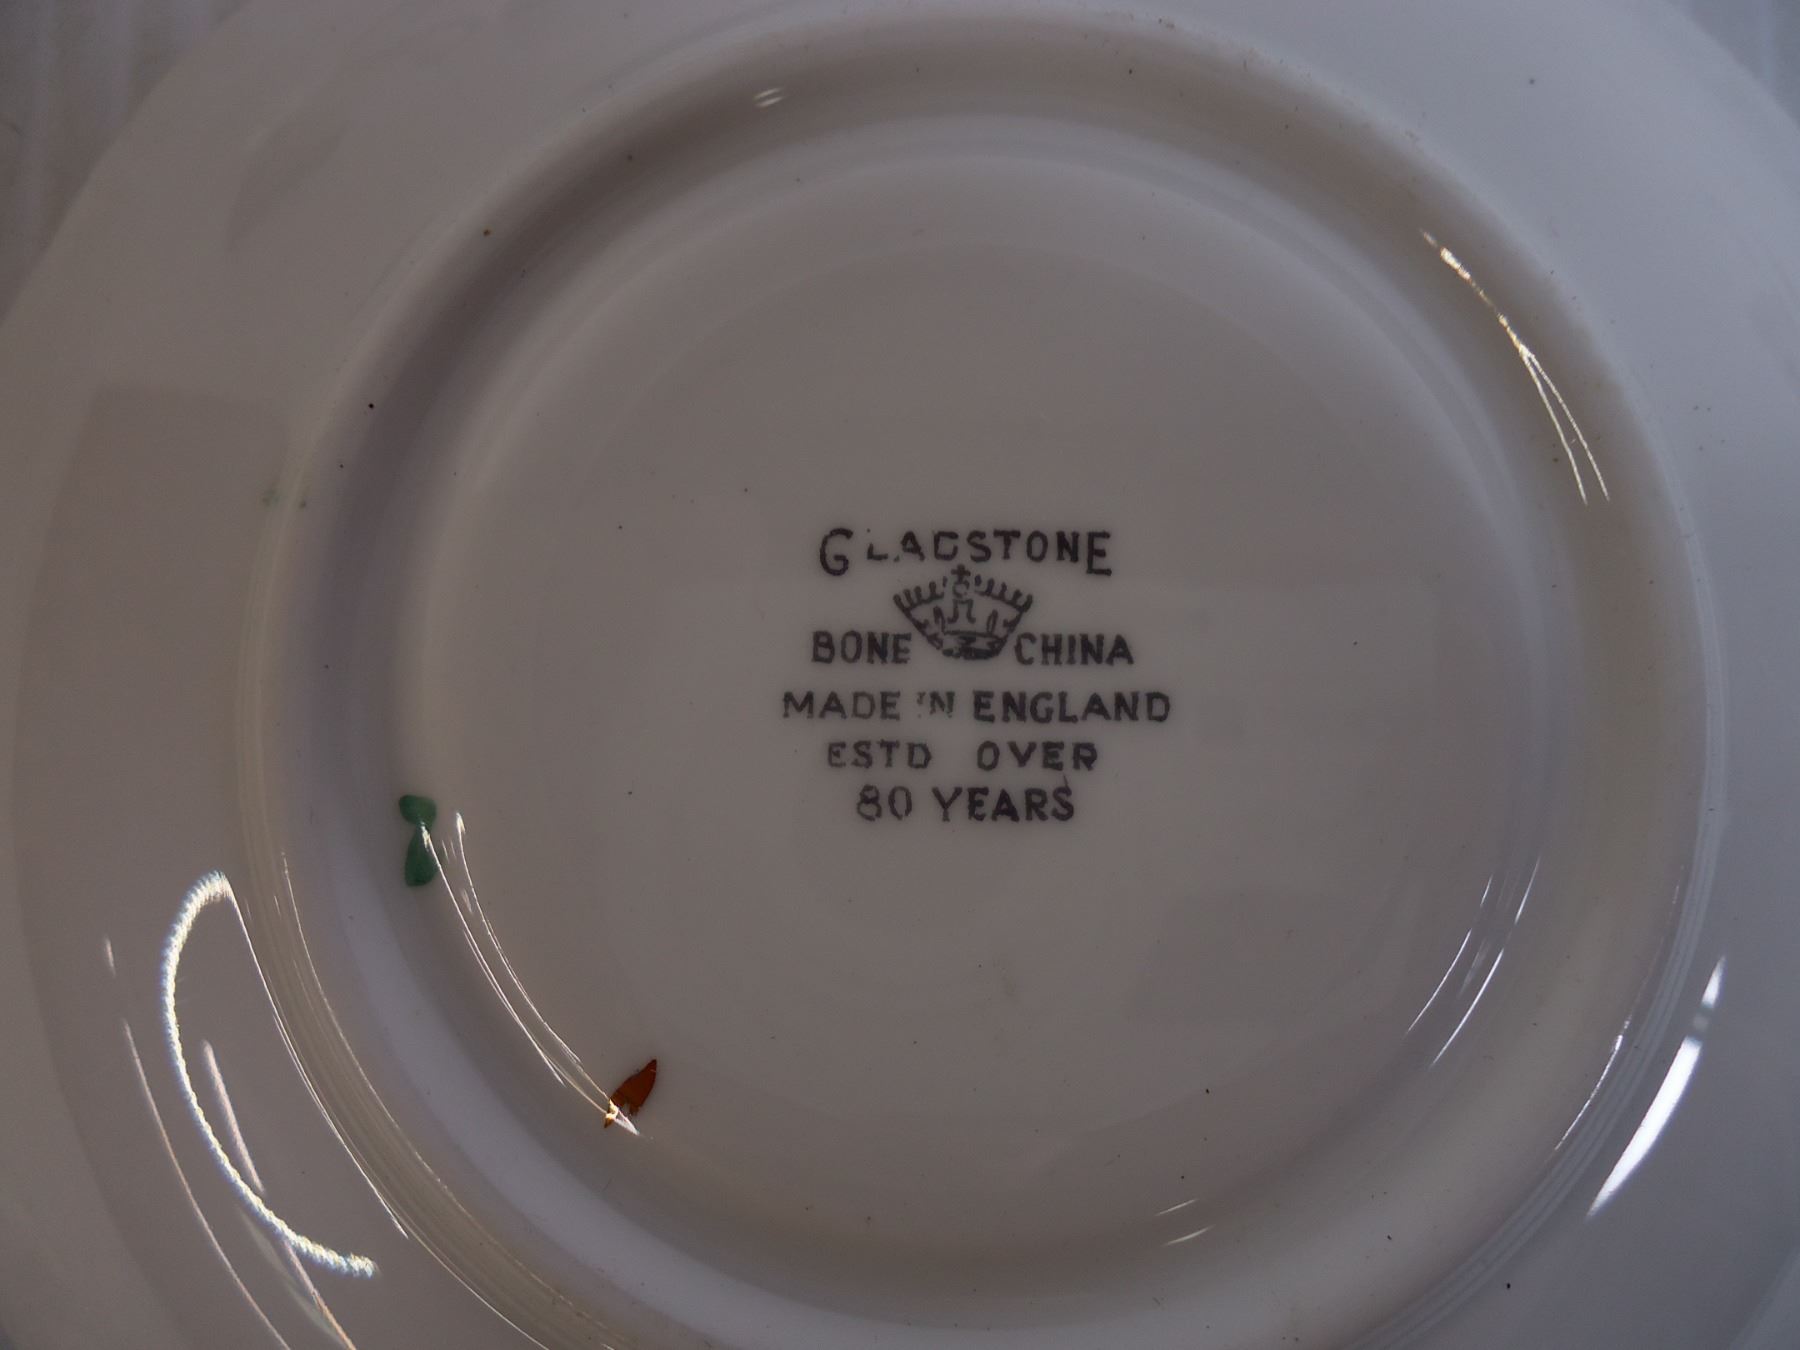 GLADSTONE
BONE CHINA
MADE IN ENGLAND
ESTD OVER
80 YEARS